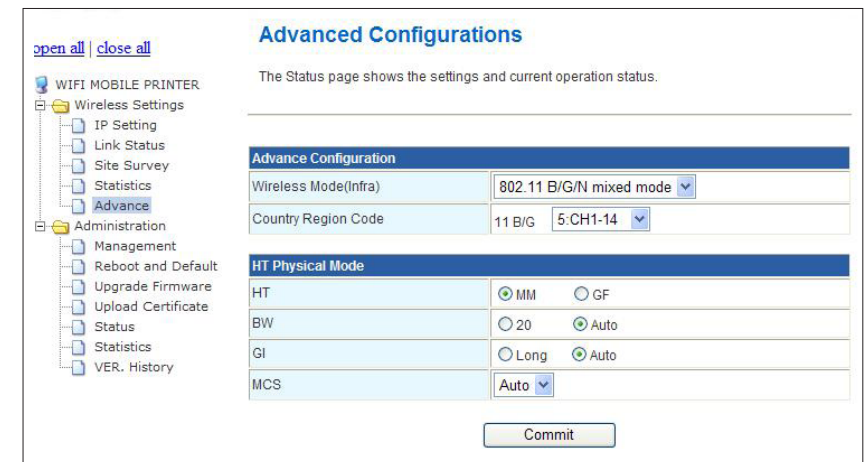 open all | close all
WIFI MOBILE PRINTER
Wireless Settings
IP Setting
Link Status
Site Survey
Statistics
Advance
Administration
Management
Reboot and Default
Upgrade Firmware
Upload Certificate
Status
Statistics
VER. History
Advanced Configurations
The Status page shows the settings and current operation status.
Advance Configuration
Wireless Mode(Infra) 802.11 B/G/N mixed mode
Country Region Code 11 B/G 5:CH1-14
HT Physical Mode
HT MM GF
BW 20 Auto
GI Long Auto
MCS Auto
Commit